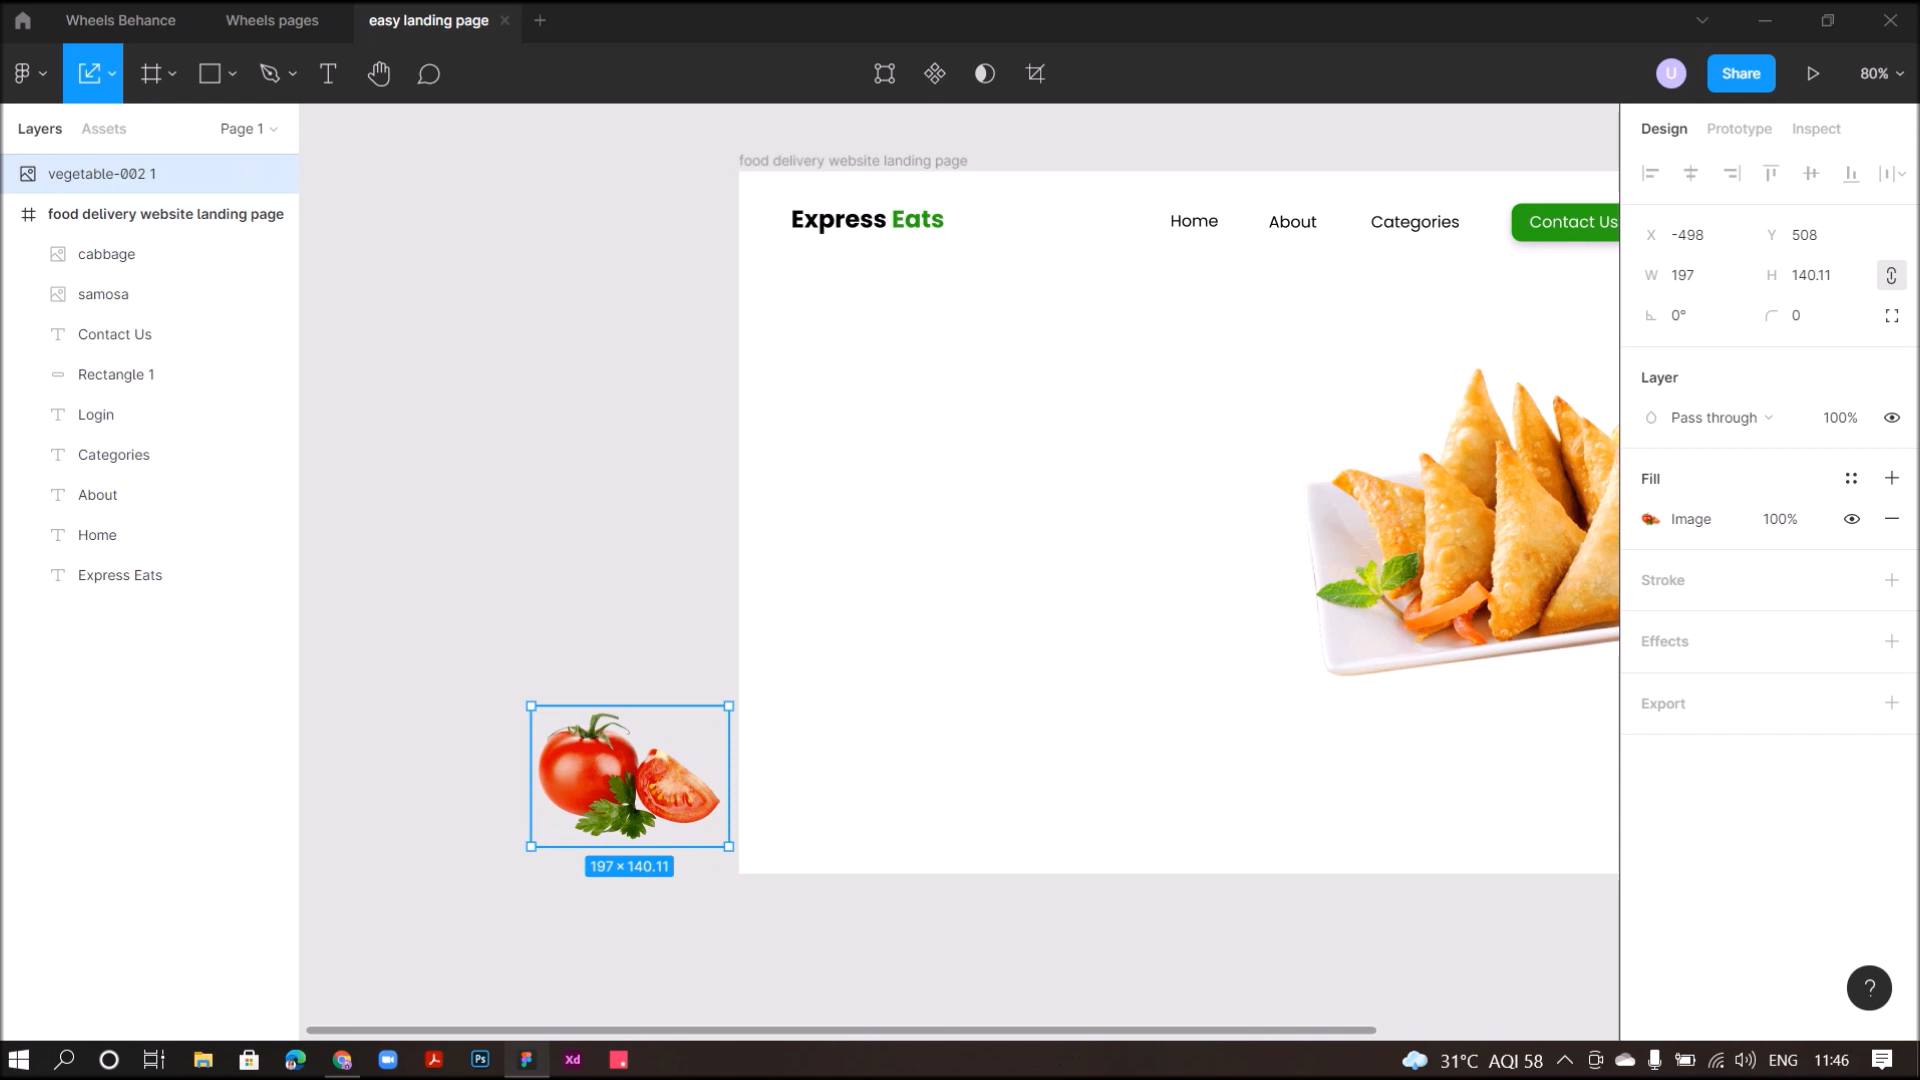 Wheels Behance
Wheels pages
easy landing page
Share
U
80%
Layers
Assets
Page 1
vegetable-002 1
food delivery website landing page
cabbage
samosa
Contact Us
Rectangle 1
Login
Categories
About
Home
Express Eats
food delivery website landing page
Express Eats
Home
About
Categories
Contact Us
197 × 140.11
Design
Prototype
Inspect
X -498
Y 508
W 197
H 140.11
0°
0
Layer
Pass through
100%
Fill
Image
100%
Stroke
Effects
Export
?
Ps
Xd
31°C AQI 58
ENG
11:46